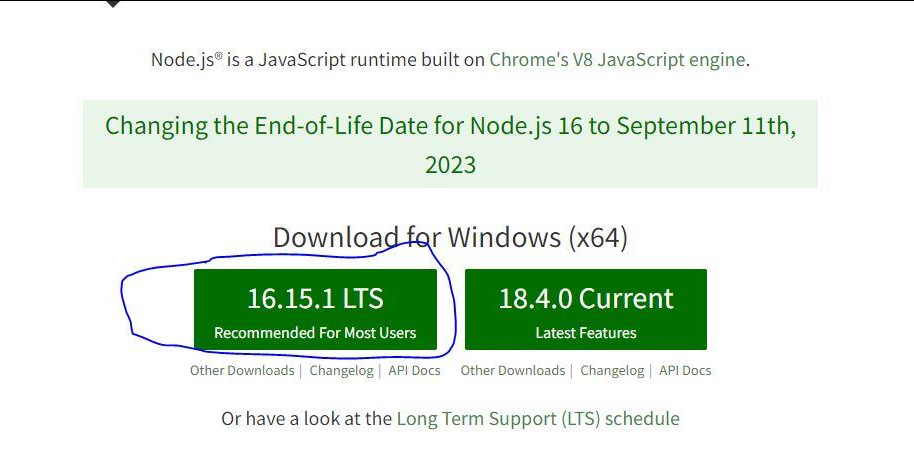 Node.js® is a JavaScript runtime built on Chrome's V8 JavaScript engine.
Changing the End-of-Life Date for Node.js 16 to September 11th,
2023
Download for Windows (x64)
16.15.1 LTS
Recommended For Most Users
18.4.0 Current
Latest Features
Other Downloads | Changelog | API Docs
Other Downloads | Changelog | API Docs
Or have a look at the Long Term Support (LTS) schedule